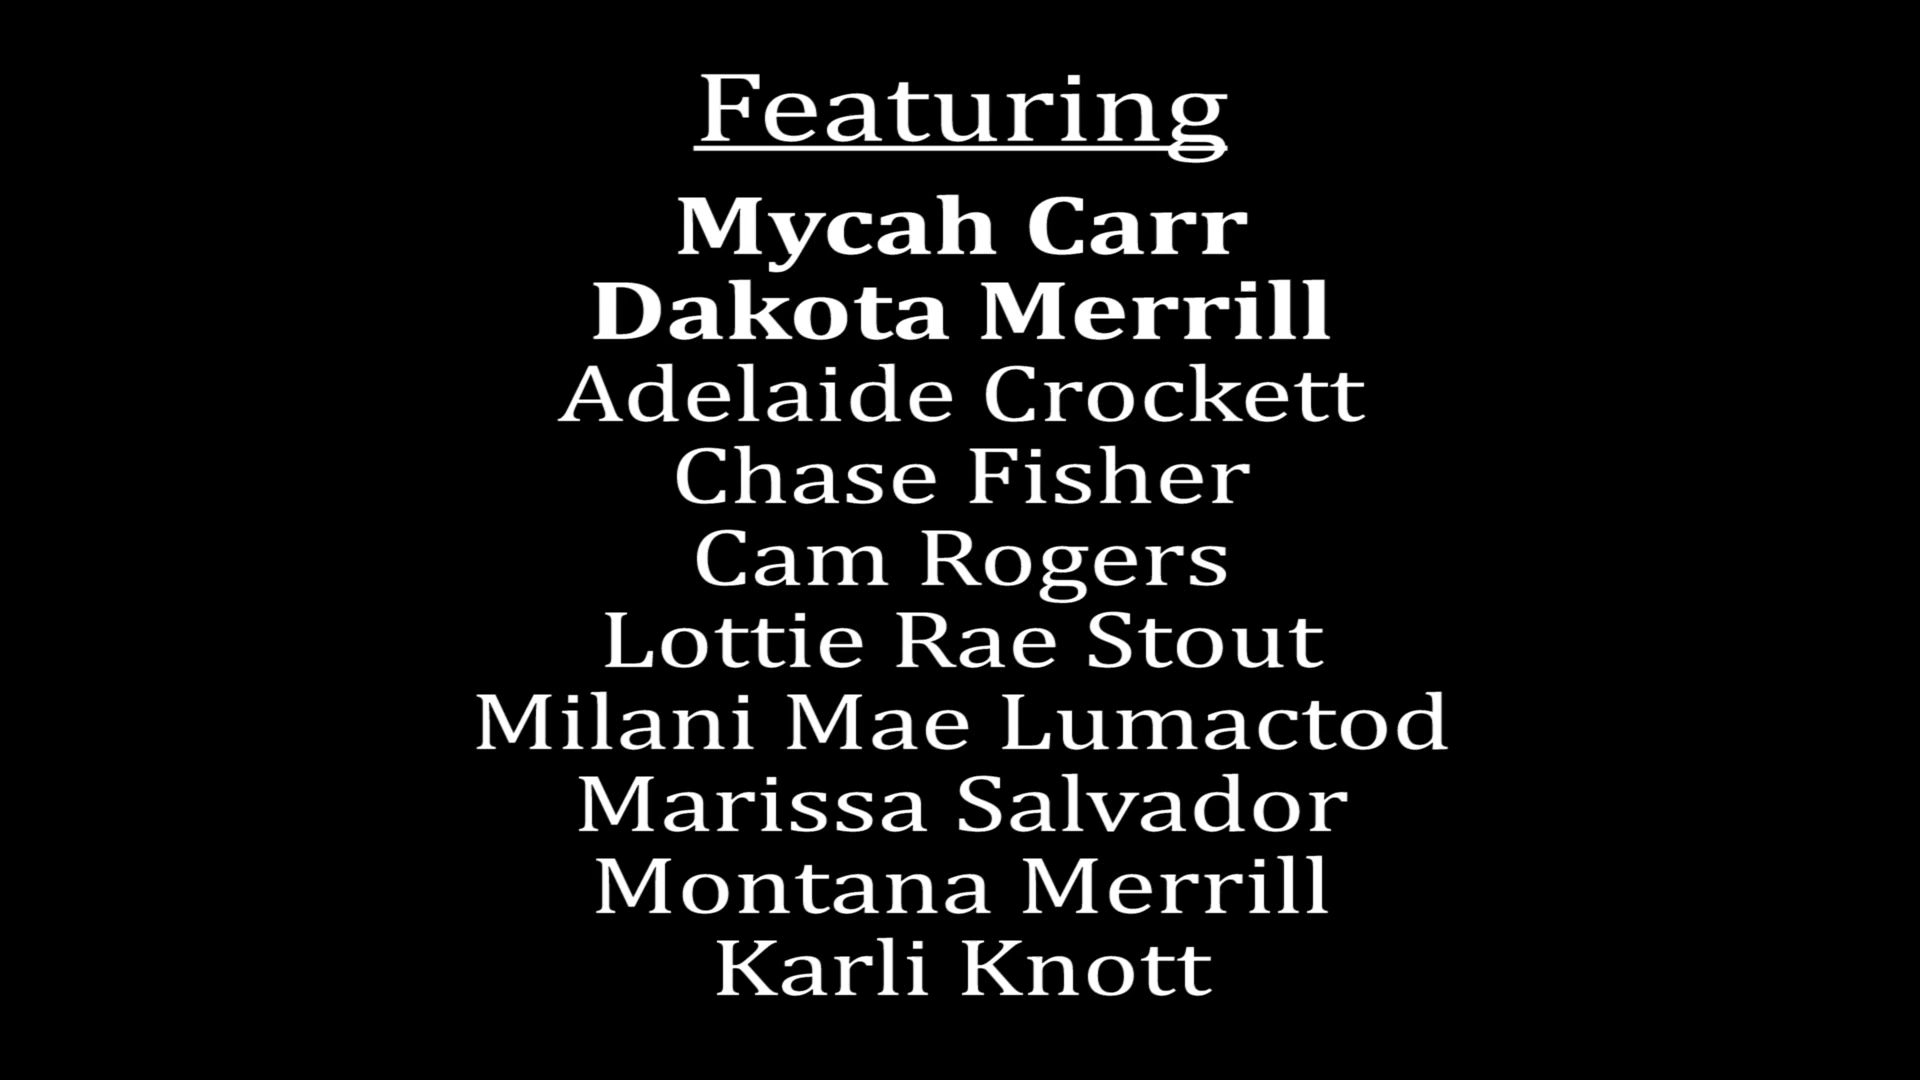 Featuring
Mycah Carr
Dakota Merrill
Adelaide Crockett
Chase Fisher
Cam Rogers
Lottie Rae Stout
Milani Mae Lumactod
Marissa Salvador
Montana Merrill
Karli Knott